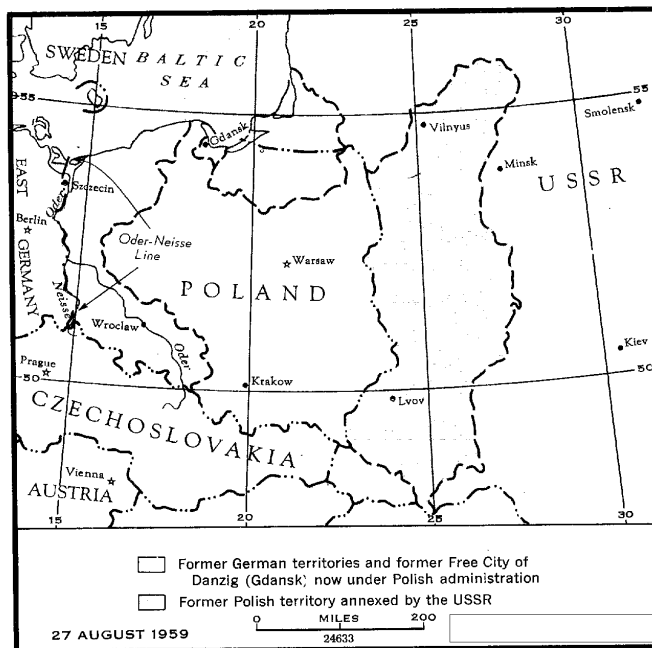 15
20
25
30
SWEDEN
BALTIC
SEA
55
55
Smolensk
Gdansk
Vilnyus
Minsk
USSR
EAST
GERMANY
Szczecin
Oder
Berlin
Oder-Neisse
Line
Warsaw
POLAND
Neisse
Wroclaw
Oder
Kiev
Prague
50
50
Krakow
Lvov
CZECHOSLOVAKIA
Vienna
AUSTRIA
15
20
25
30
Former German territories and former Free City of
Danzig (Gdansk) now under Polish administration
Former Polish territory annexed by the USSR
27 AUGUST 1959
0 MILES 200
24633